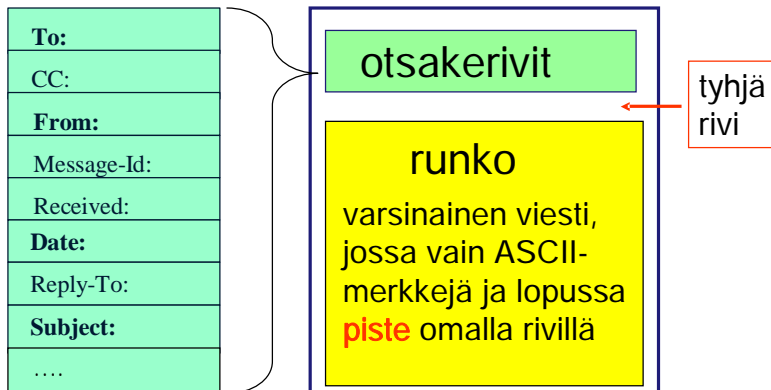 To:
CC:
From:
Message-Id:
Received:
Date:
Reply-To:
Subject:
....
otsakerivit
tyhjä
rivi
runko
varsinainen viesti,
jossa vain ASCII-
merkkejä ja lopussa
piste omalla rivillä